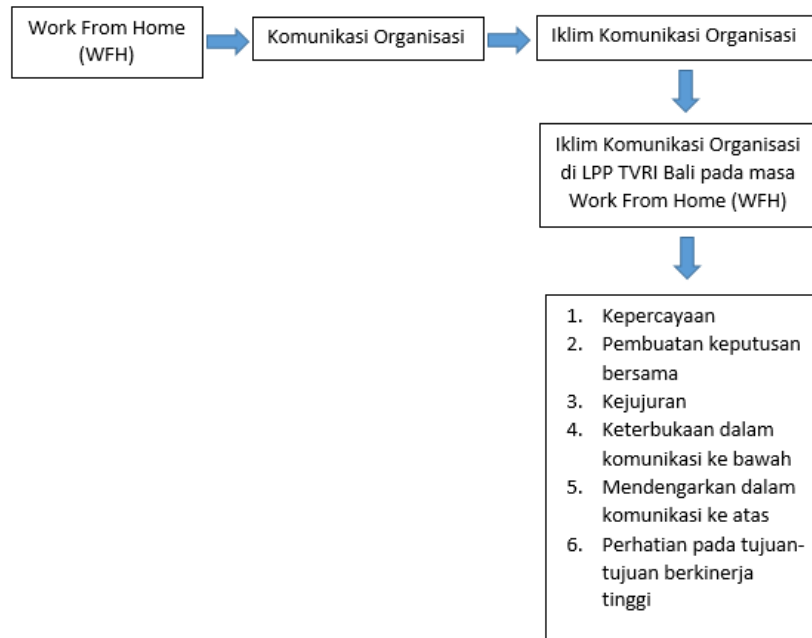 Work From Home
(WFH)
Komunikasi Organisasi
Iklim Komunikasi Organisasi
Iklim Komunikasi Organisasi
di LPP TVRI Bali pada masa
Work From Home (WFH)
1. Kepercayaan
2. Pembuatan keputusan
bersama
3. Kejujuran
4. Keterbukaan dalam
komunikasi ke bawah
5. Mendengarkan dalam
komunikasi ke atas
6. Perhatian pada tujuan-
tujuan berkinerja
tinggi